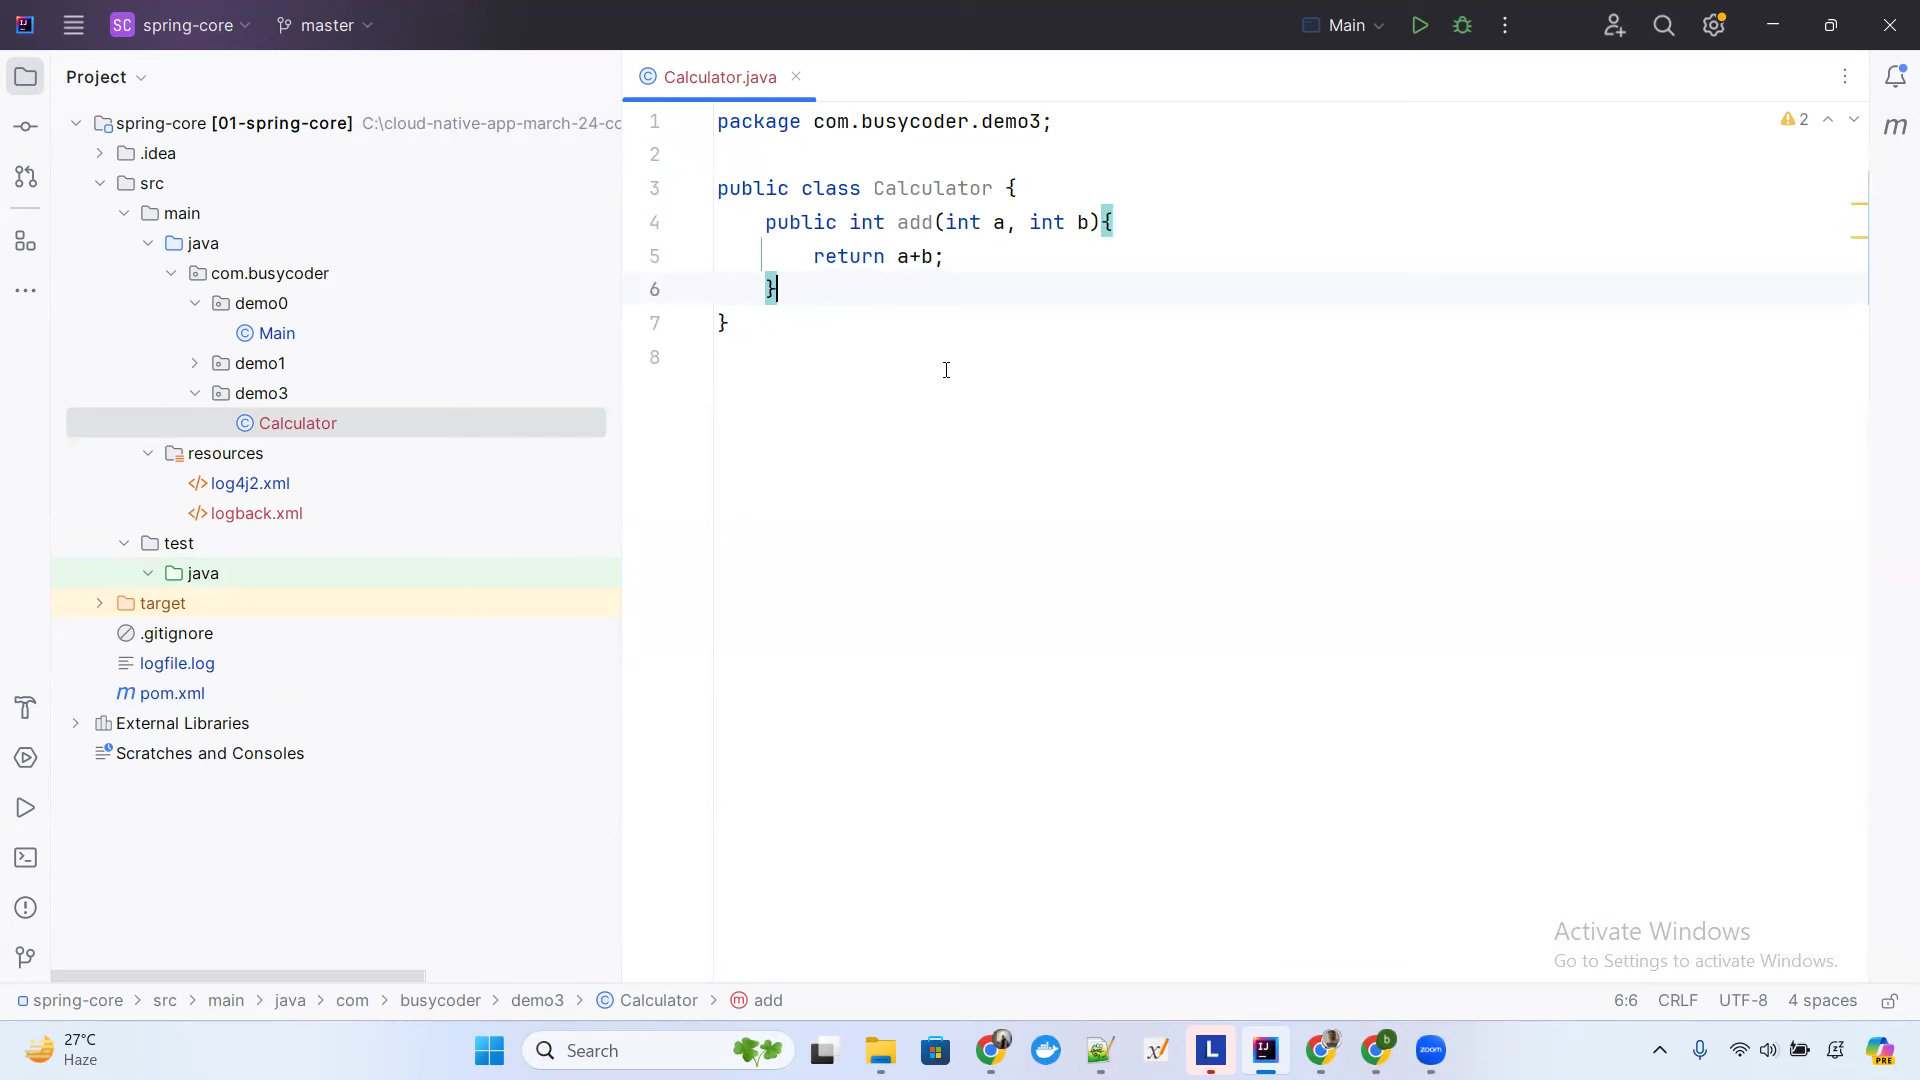 SC spring-core master Main
Project
spring-core [01-spring-core] C:\cloud-native-app-march-24-cc
.idea
src
main
java
com.busycoder
demo0
Main
demo1
demo3
Calculator
resources
log4j2.xml
logback.xml
test
java
target
.gitignore
logfile.log
pom.xml
External Libraries
Scratches and Consoles
Calculator.java
1 package com.busycoder.demo3;
2
3 public class Calculator {
4 public int add(int a, int b){
5 return a+b;
6 }
7 }
8
2
Activate Windows
Go to Settings to activate Windows.
spring-core > src > main > java > com > busycoder > demo3 > Calculator > add
6:6 CRLF UTF-8 4 spaces
27°C
Haze
Search
zoom
PRE